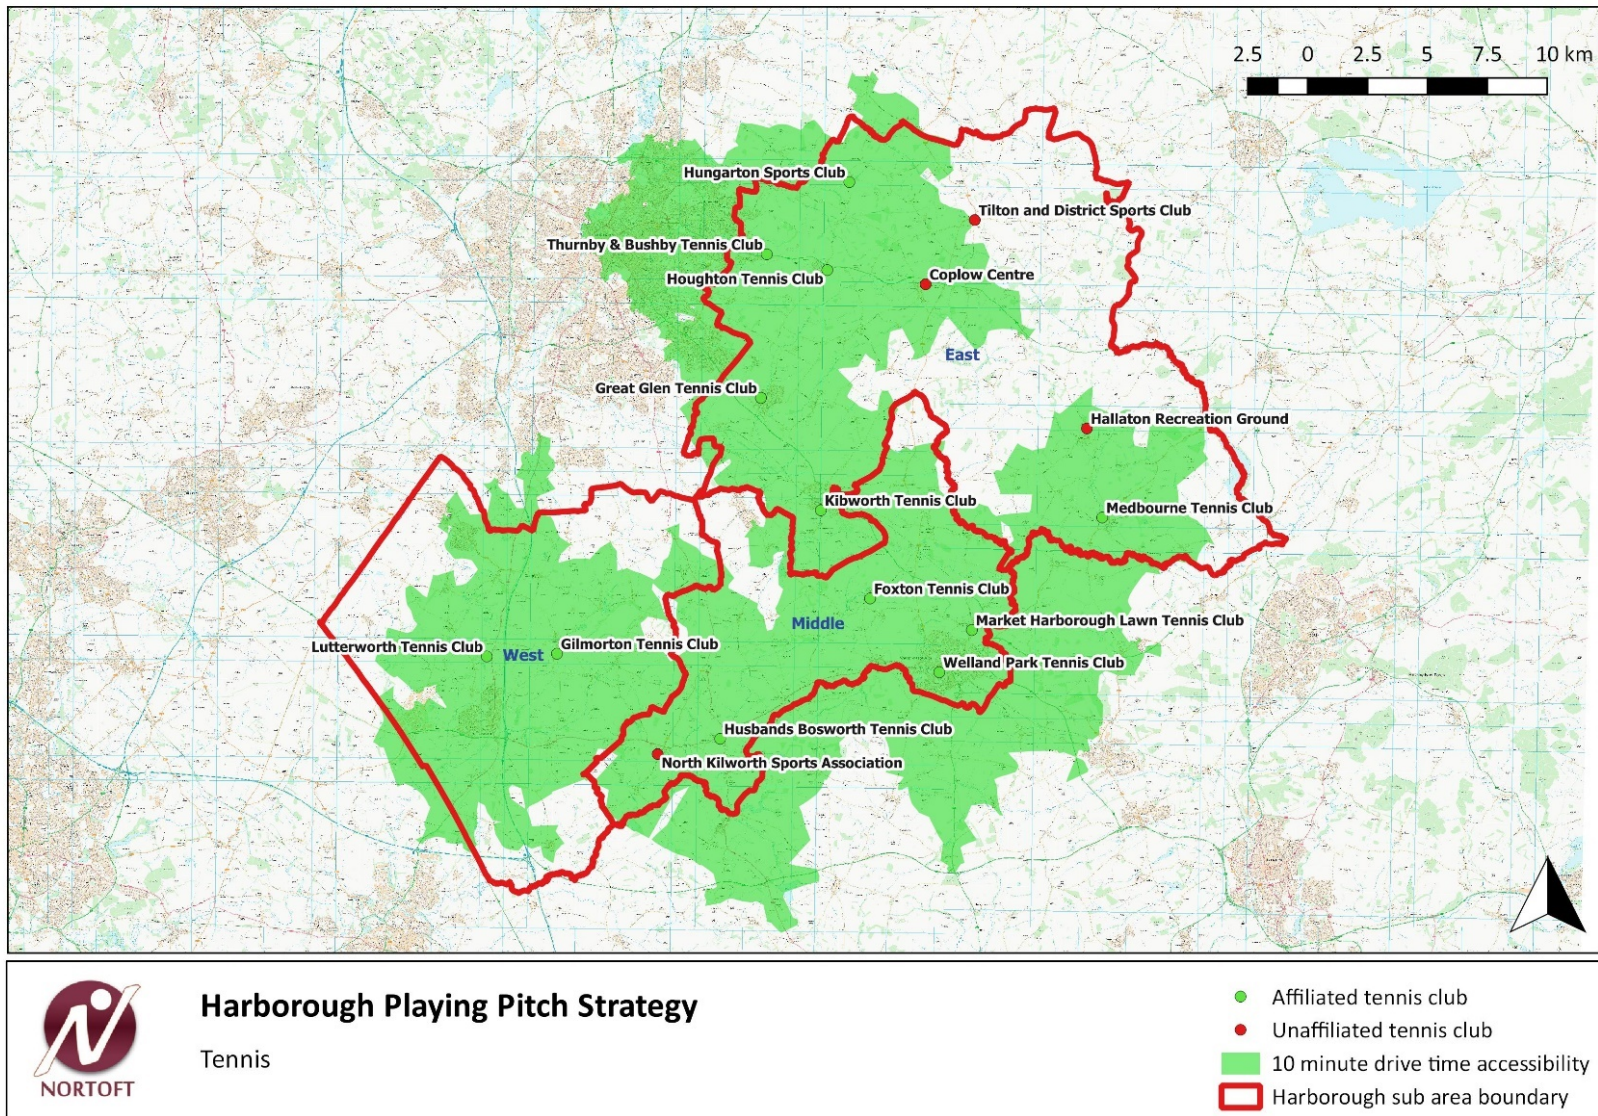 2.5 0 2.5 5 7.5 10 km
Hungarton Sports Club
Tilton and District Sports Club
Thurnby & Bushby Tennis Club
Houghton Tennis Club
Coplow Centre
East
Great Glen Tennis Club
Hallaton Recreation Ground
Kibworth Tennis Club
Medbourne Tennis Club
Foxton Tennis Club
Middle
Market Harborough Lawn Tennis Club
Lutterworth Tennis Club
West
Gilmorton Tennis Club
Welland Park Tennis Club
Husbands Bosworth Tennis Club
North Kilworth Sports Association
NORTOFT
Harborough Playing Pitch Strategy
Tennis
Affiliated tennis club
Unaffiliated tennis club
10 minute drive time accessibility
Harborough sub area boundary